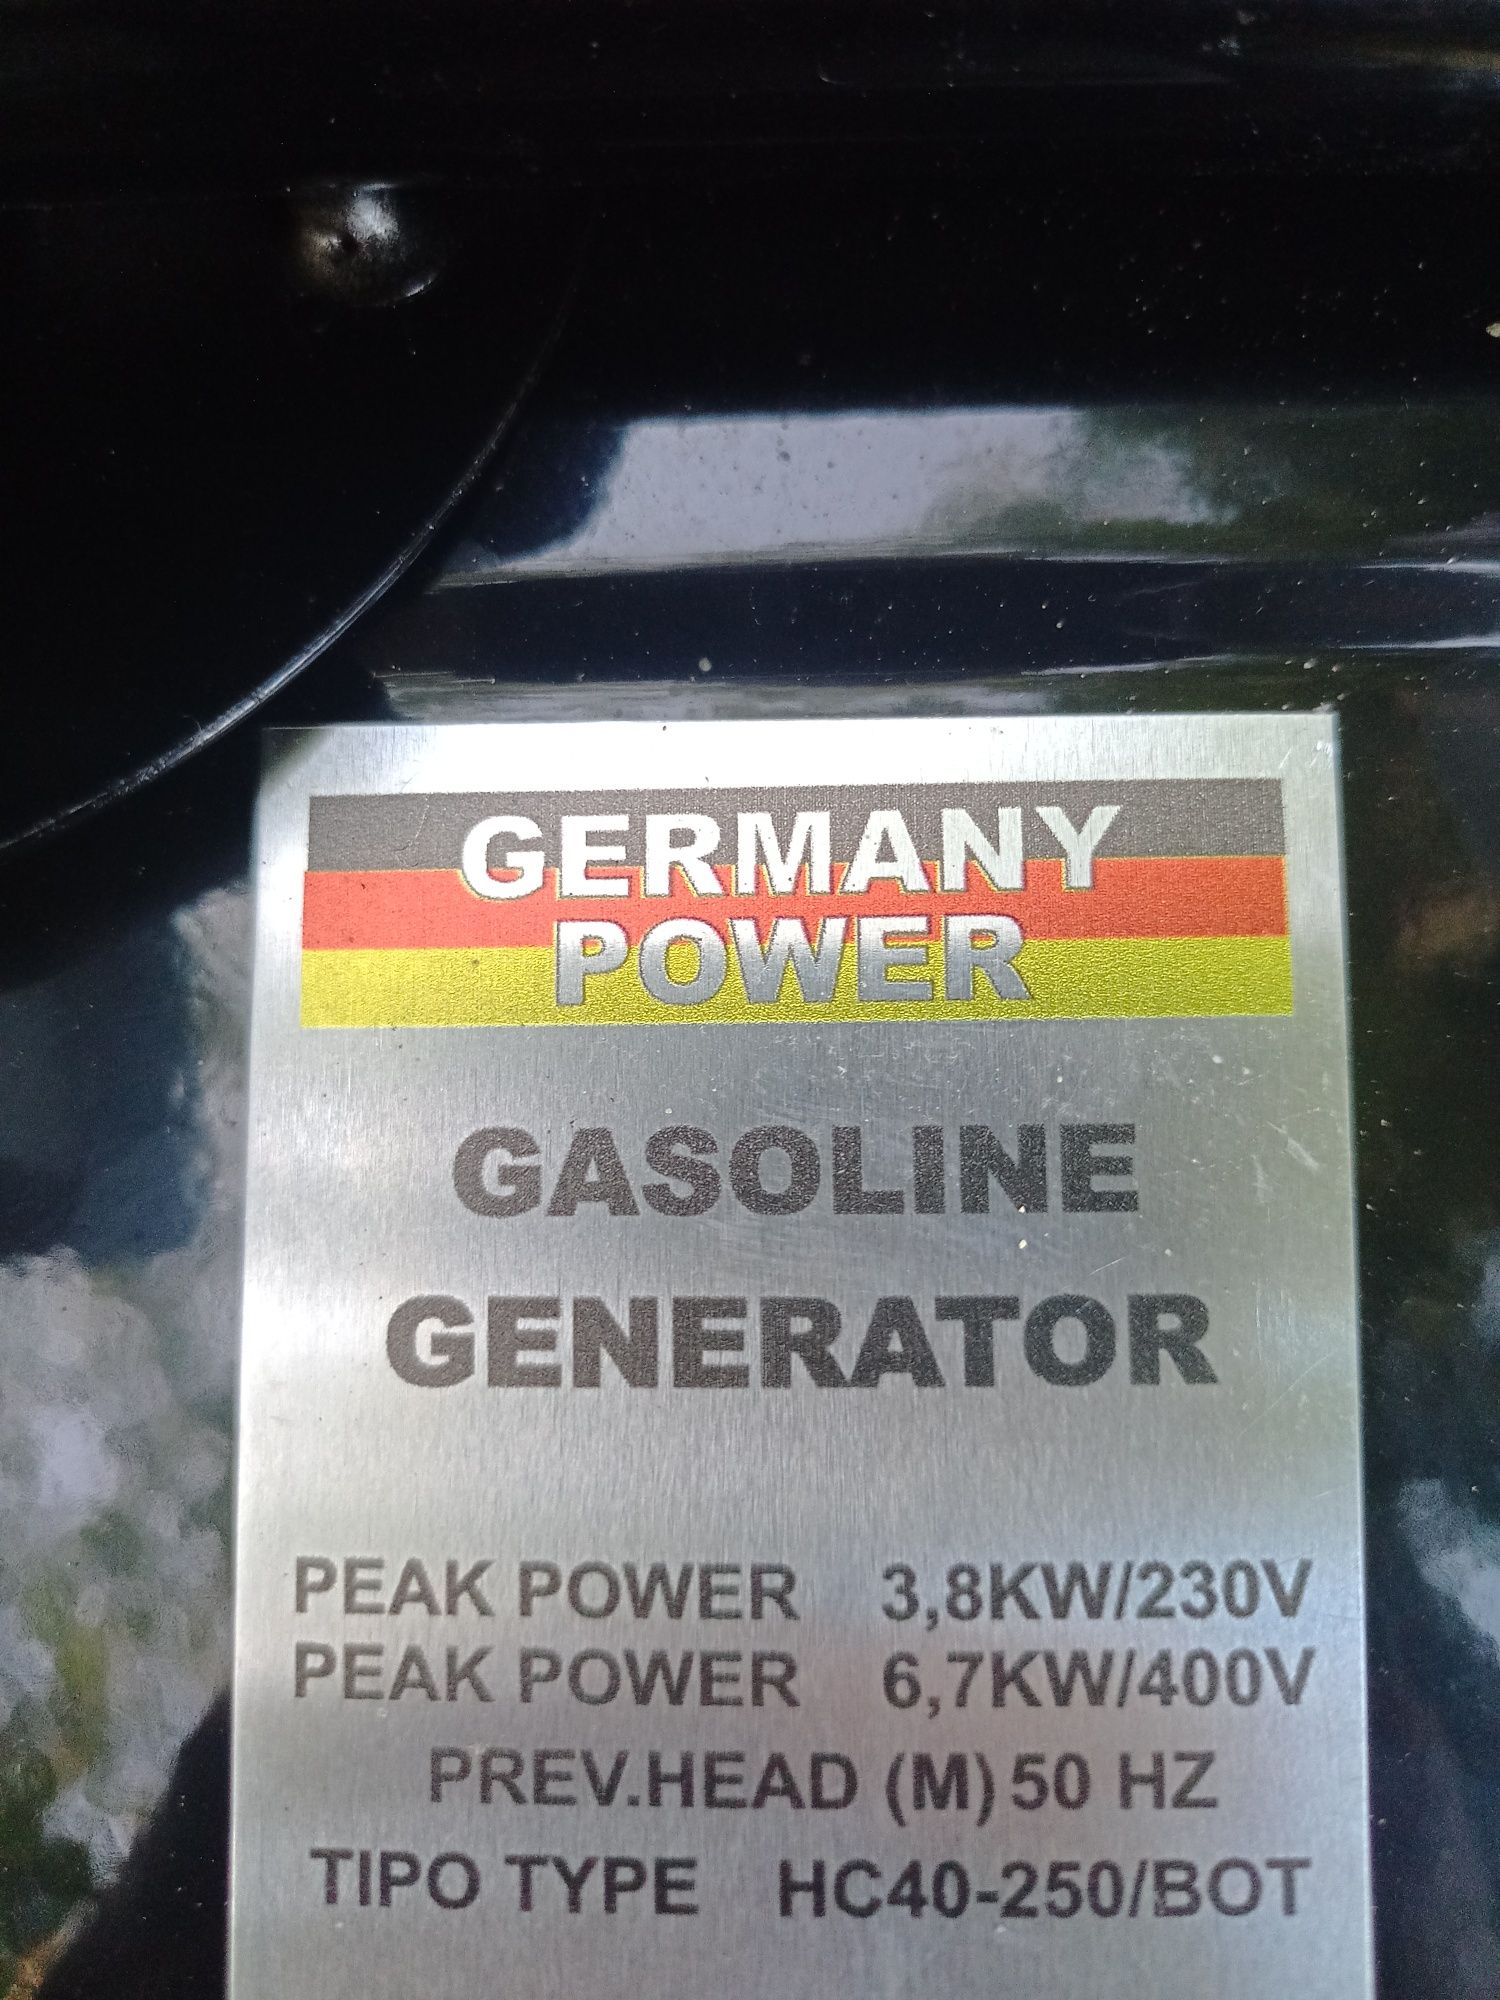 GERMANY
POWER
GASOLINE
GENERATOR
PEAK POWER 3,8KW/230V
PEAK POWER 6,7KW/400V
PREV.HEAD (M) 50 HZ
TIPO TYPE HC40-250/BOT